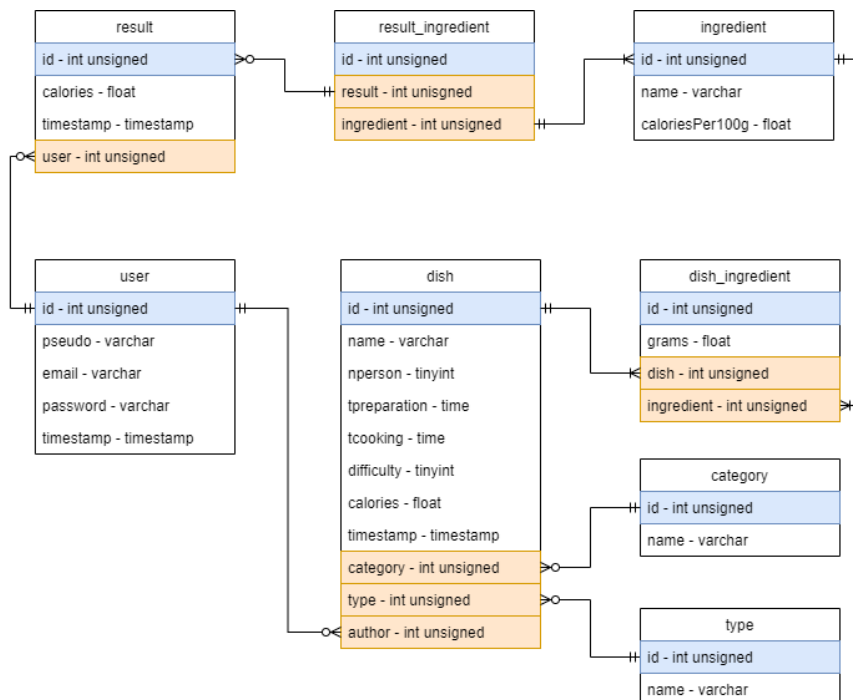 result
id - int unsigned
calories - float
timestamp - timestamp
user - int unsigned
result_ingredient
id - int unsigned
result - int unisgned
ingredient - int unsigned
ingredient
id - int unsigned
name - varchar
caloriesPer100g - float
user
id - int unsigned
pseudo - varchar
email - varchar
password - varchar
timestamp - timestamp
dish
id - int unsigned
name - varchar
nperson - tinyint
tpreparation - time
tcooking - time
difficulty - tinyint
calories - float
timestamp - timestamp
category - int unsigned
type - int unsigned
author - int unsigned
dish_ingredient
id - int unsigned
grams - float
dish - int unsigned
ingredient - int unsigned
category
id - int unsigned
name - varchar
type
id - int unsigned
name - varchar